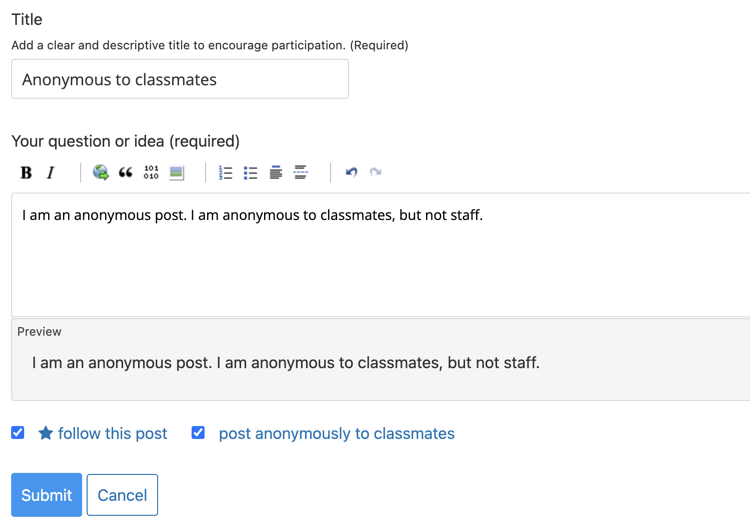 Title
Add a clear and descriptive title to encourage participation. (Required)
Anonymous to classmates
Your question or idea (required)
B I 101 010
I am an anonymous post. I am anonymous to classmates, but not staff.
Preview
I am an anonymous post. I am anonymous to classmates, but not staff.
follow this post post anonymously to classmates
Submit Cancel